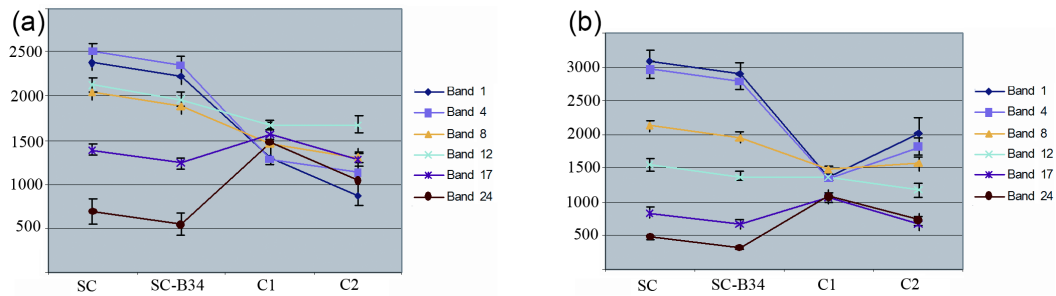 (a)
2500
2000
1500
1000
500
SC SC-B34 C1 C2
Band 1
Band 4
Band 8
Band 12
Band 17
Band 24
(b)
3000
2500
2000
1500
1000
500
SC SC-B34 C1 C2
Band 1
Band 4
Band 8
Band 12
Band 17
Band 24